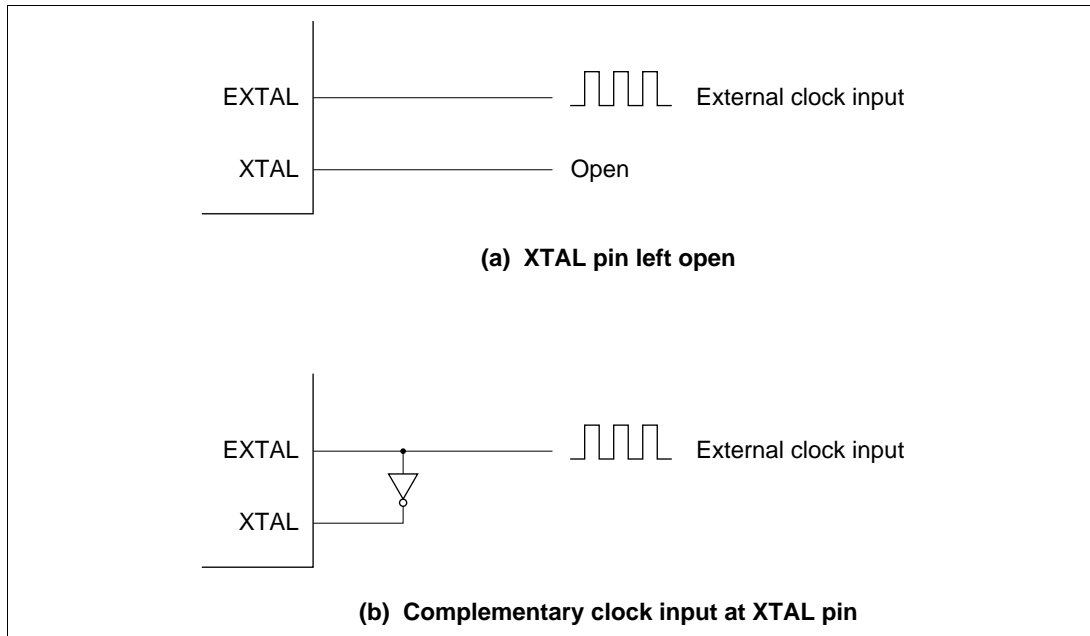 EXTAL External clock input
XTAL Open
(a) XTAL pin left open
EXTAL External clock input
XTAL
(b) Complementary clock input at XTAL pin